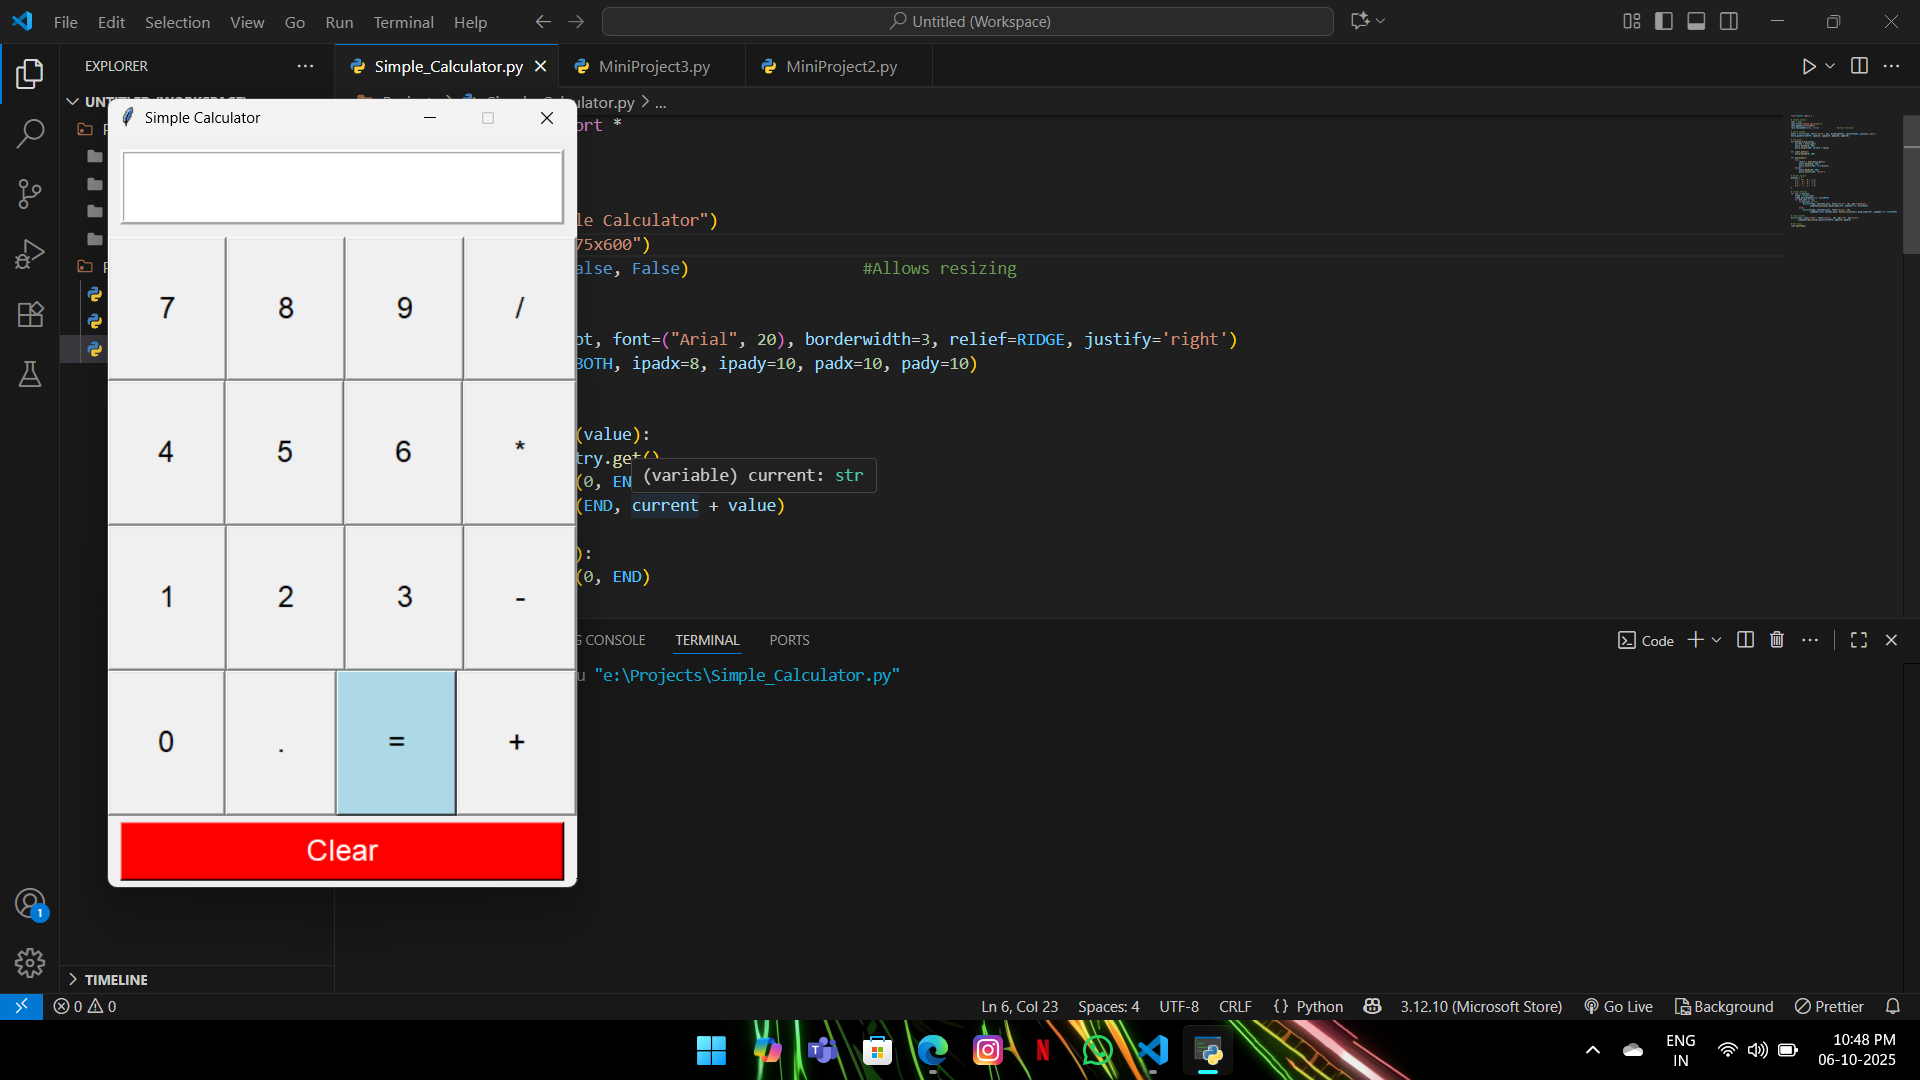 File Edit Selection View Go Run Terminal Help
Untitled (Workspace)
EXPLORER
Simple_Calculator.py
MiniProject3.py
MiniProject2.py
Simple Calculator
lator.py > ...
ort *
le Calculator")
75x600")
alse, False) #Allows resizing
ot, font=("Arial", 20), borderwidth=3, relief=RIDGE, justify='right')
BOTH, ipadx=8, ipady=10, padx=10, pady=10)
(value):
try.get()
(variable) current: str
(0, EN
(END, current + value)
):
(0, END)
7 8 9 /
4 5 6 *
1 2 3 -
0 . = +
Clear
G CONSOLE TERMINAL PORTS
Code
u "e:\Projects\Simple_Calculator.py"
1
TIMELINE
0 0
Ln 6, Col 23 Spaces: 4 UTF-8 CRLF {} Python 3.12.10 (Microsoft Store) Go Live Background Prettier
ENG
IN
10:48 PM
06-10-2025